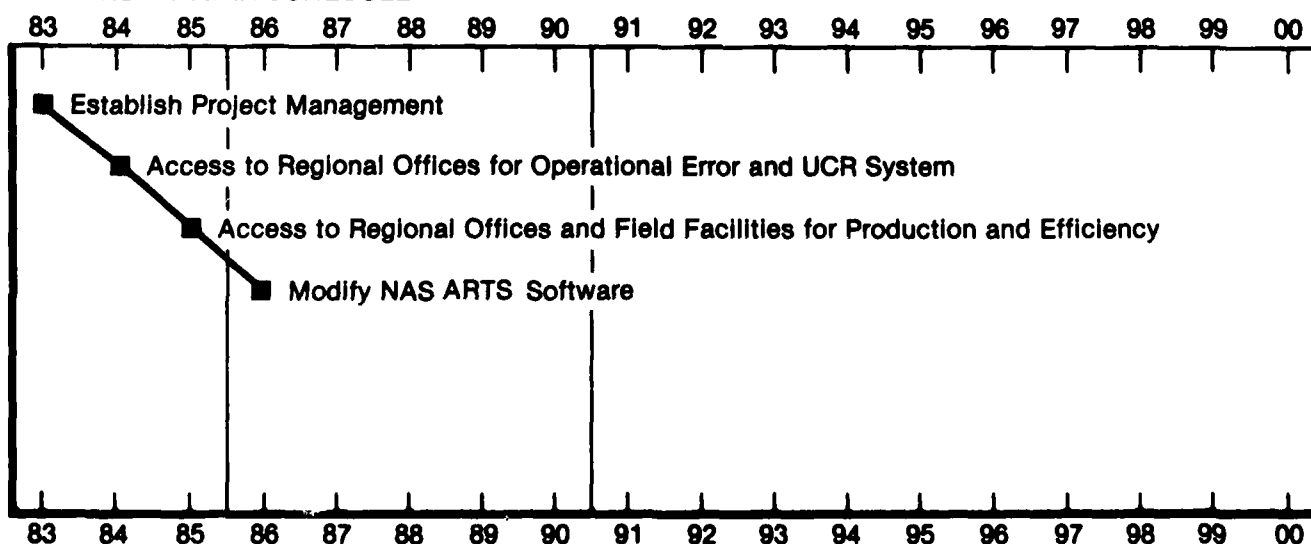 83 84 85 86 87 88 89 90 91 92 93 94 95 96 97 98 99 00
Establish Project Management
Access to Regional Offices for Operational Error and UCR System
Access to Regional Offices and Field Facilities for Production and Efficiency
Modify NAS ARTS Software
83 84 85 86 87 88 89 90 91 92 93 94 95 96 97 98 99 00